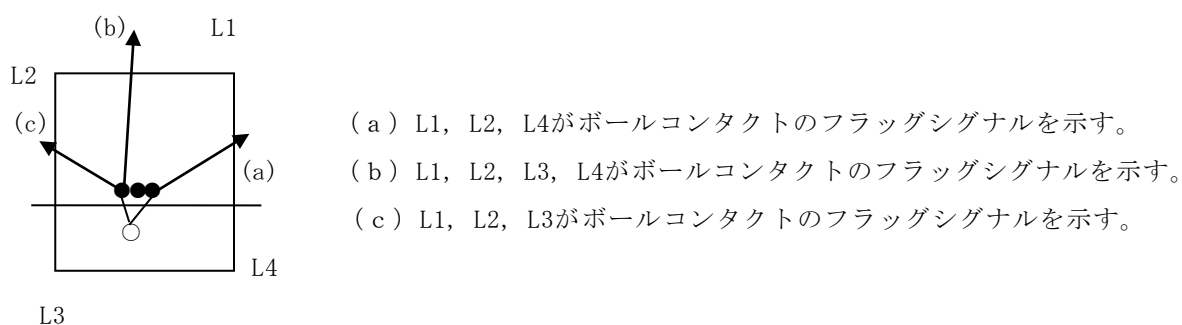 (b)
L1
L2
(c)
(a)
L4
L3
(a) L1, L2, L4がボールコンタクトのフラッグシグナルを示す。
(b) L1, L2, L3, L4がボールコンタクトのフラッグシグナルを示す。
(c) L1, L2, L3がボールコンタクトのフラッグシグナルを示す。